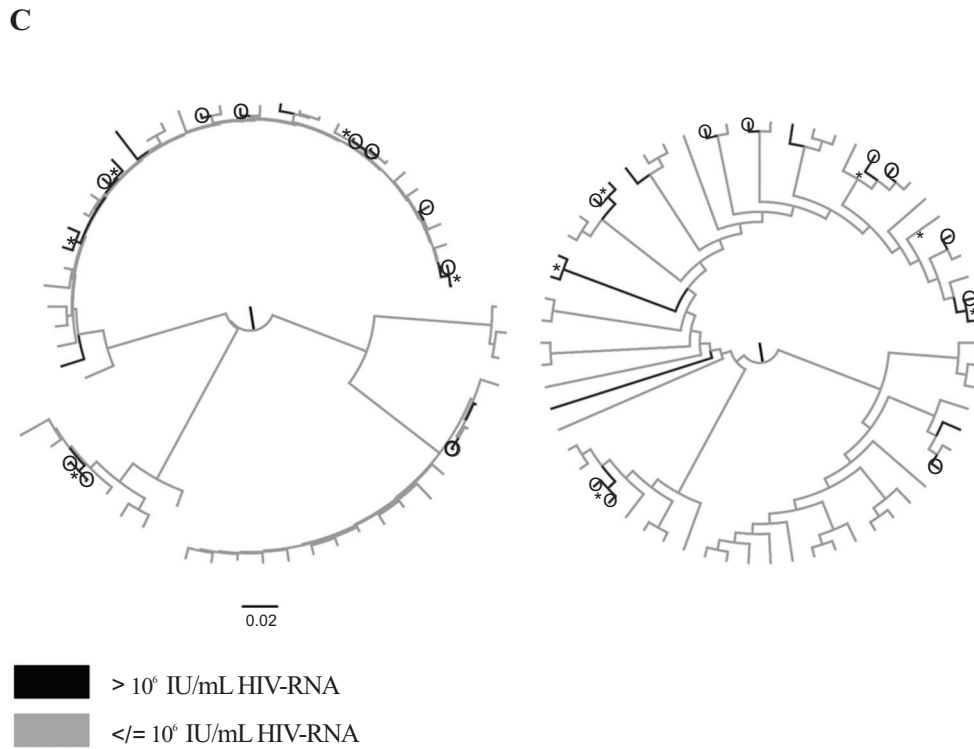 C
0.02
> 10⁶ IU/mL HIV-RNA
</= 10⁶ IU/mL HIV-RNA